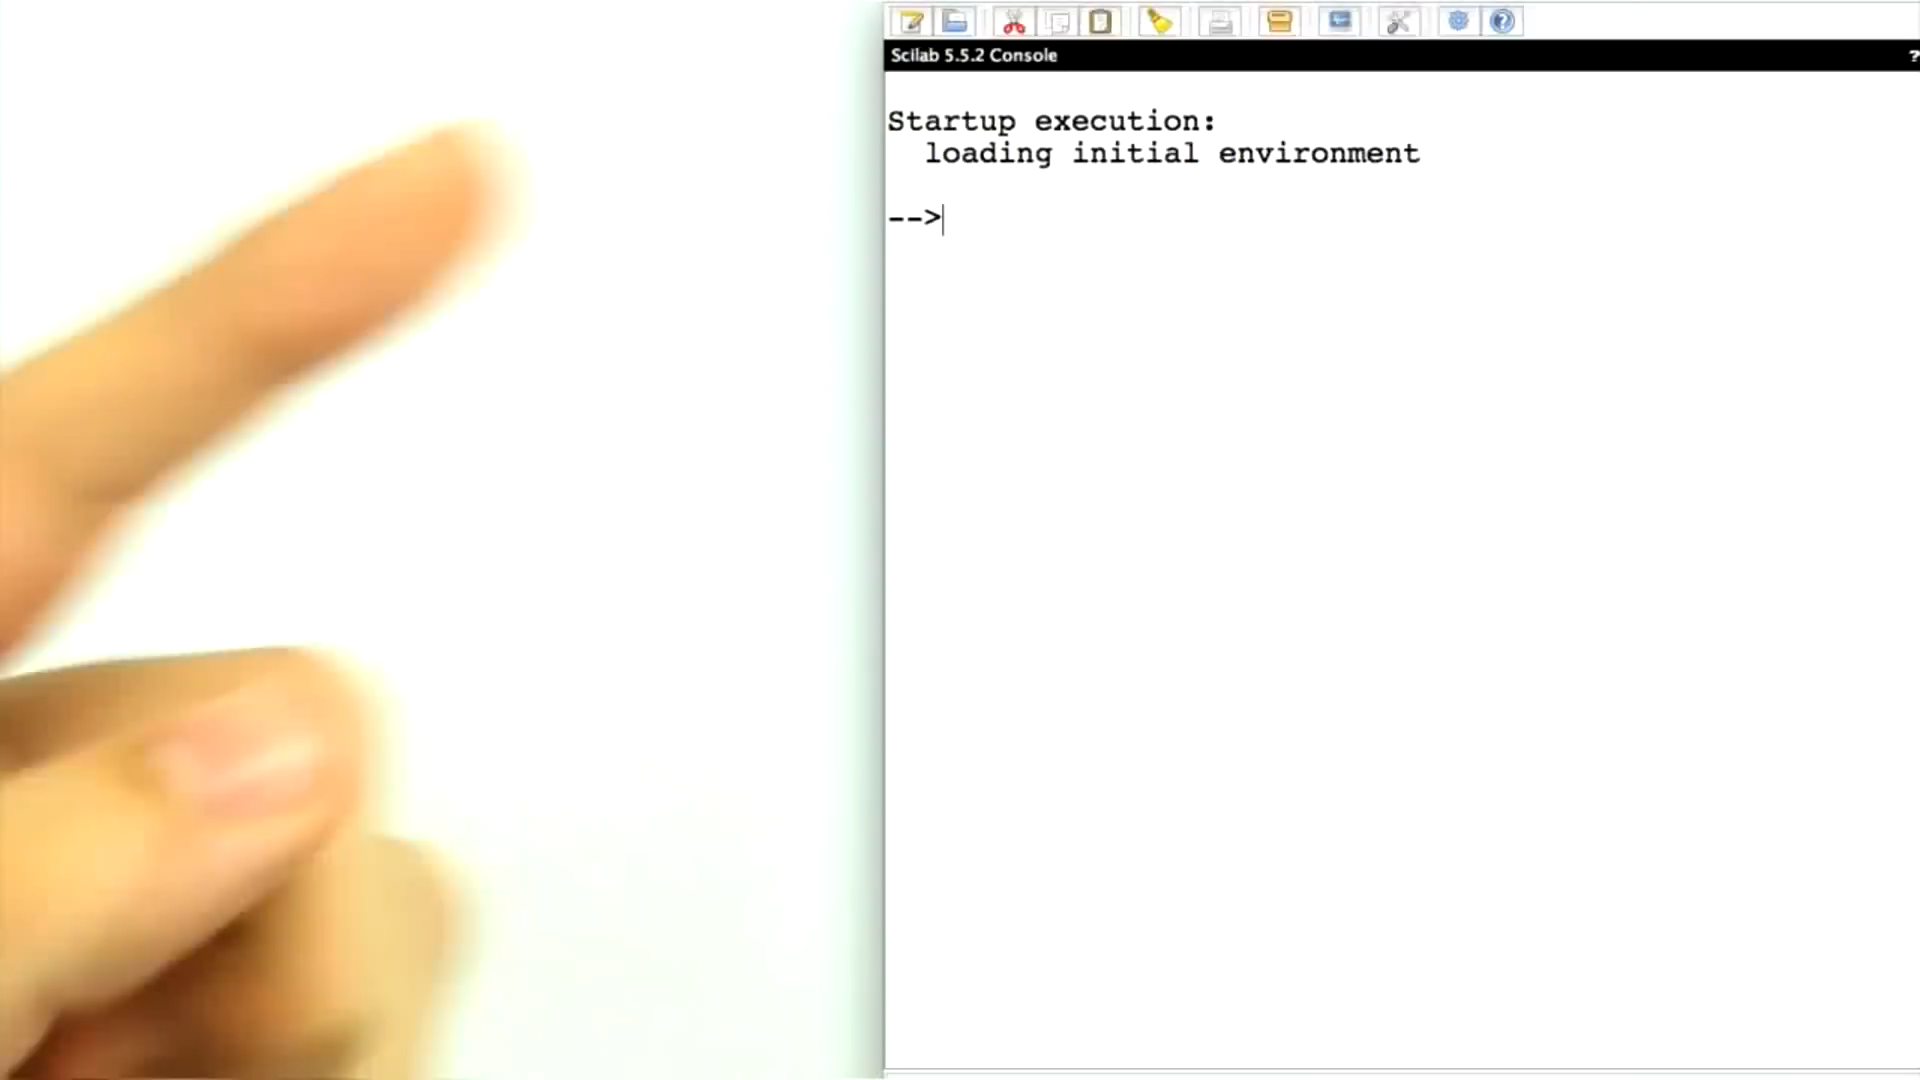 Scilab 5.5.2 Console
?
Startup execution:
loading initial environment
-->